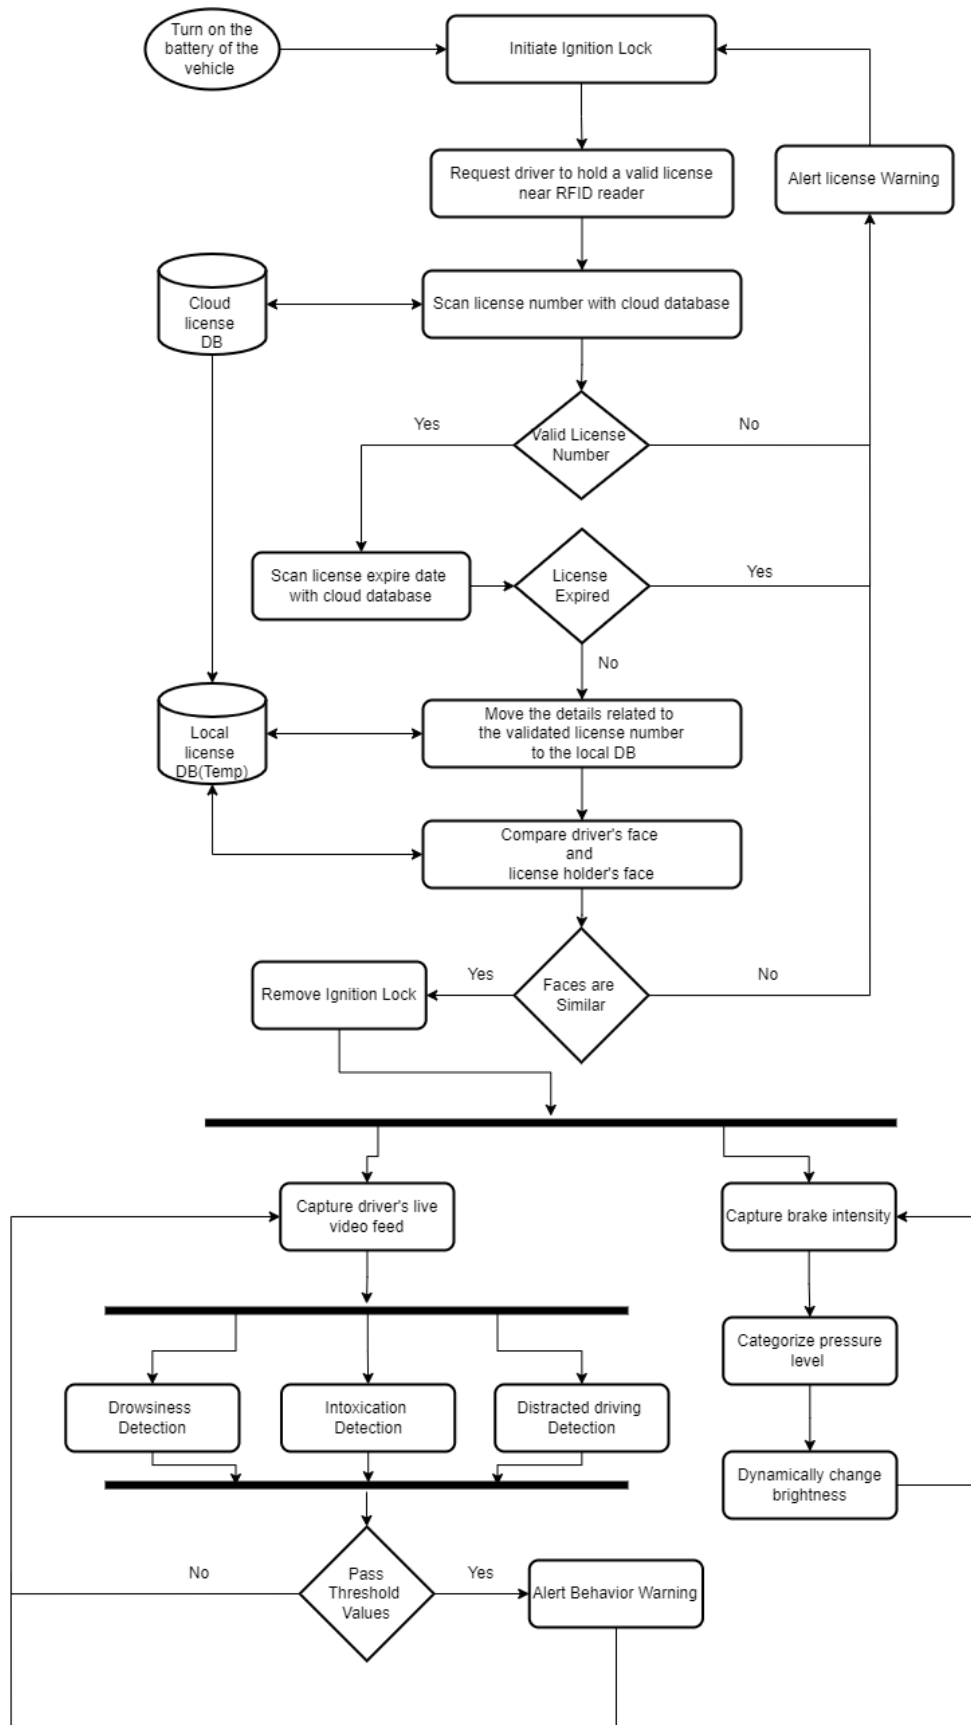 Turn on the
battery of the
vehicle
Initiate Ignition Lock
Request driver to hold a valid license
near RFID reader
Alert license Warning
Cloud
license
DB
Scan license number with cloud database
Yes
Valid License
Number
No
Scan license expire date
with cloud database
License
Expired
Yes
No
Local
license
DB(Temp)
Move the details related to
the validated license number
to the local DB
Compare driver's face
and
license holder's face
Remove Ignition Lock
Yes
Faces are
Similar
No
Capture driver's live
video feed
Capture brake intensity
Categorize pressure
level
Drowsiness
Detection
Intoxication
Detection
Distracted driving
Detection
Dynamically change
brightness
No
Pass
Threshold
Values
Yes
Alert Behavior Warning